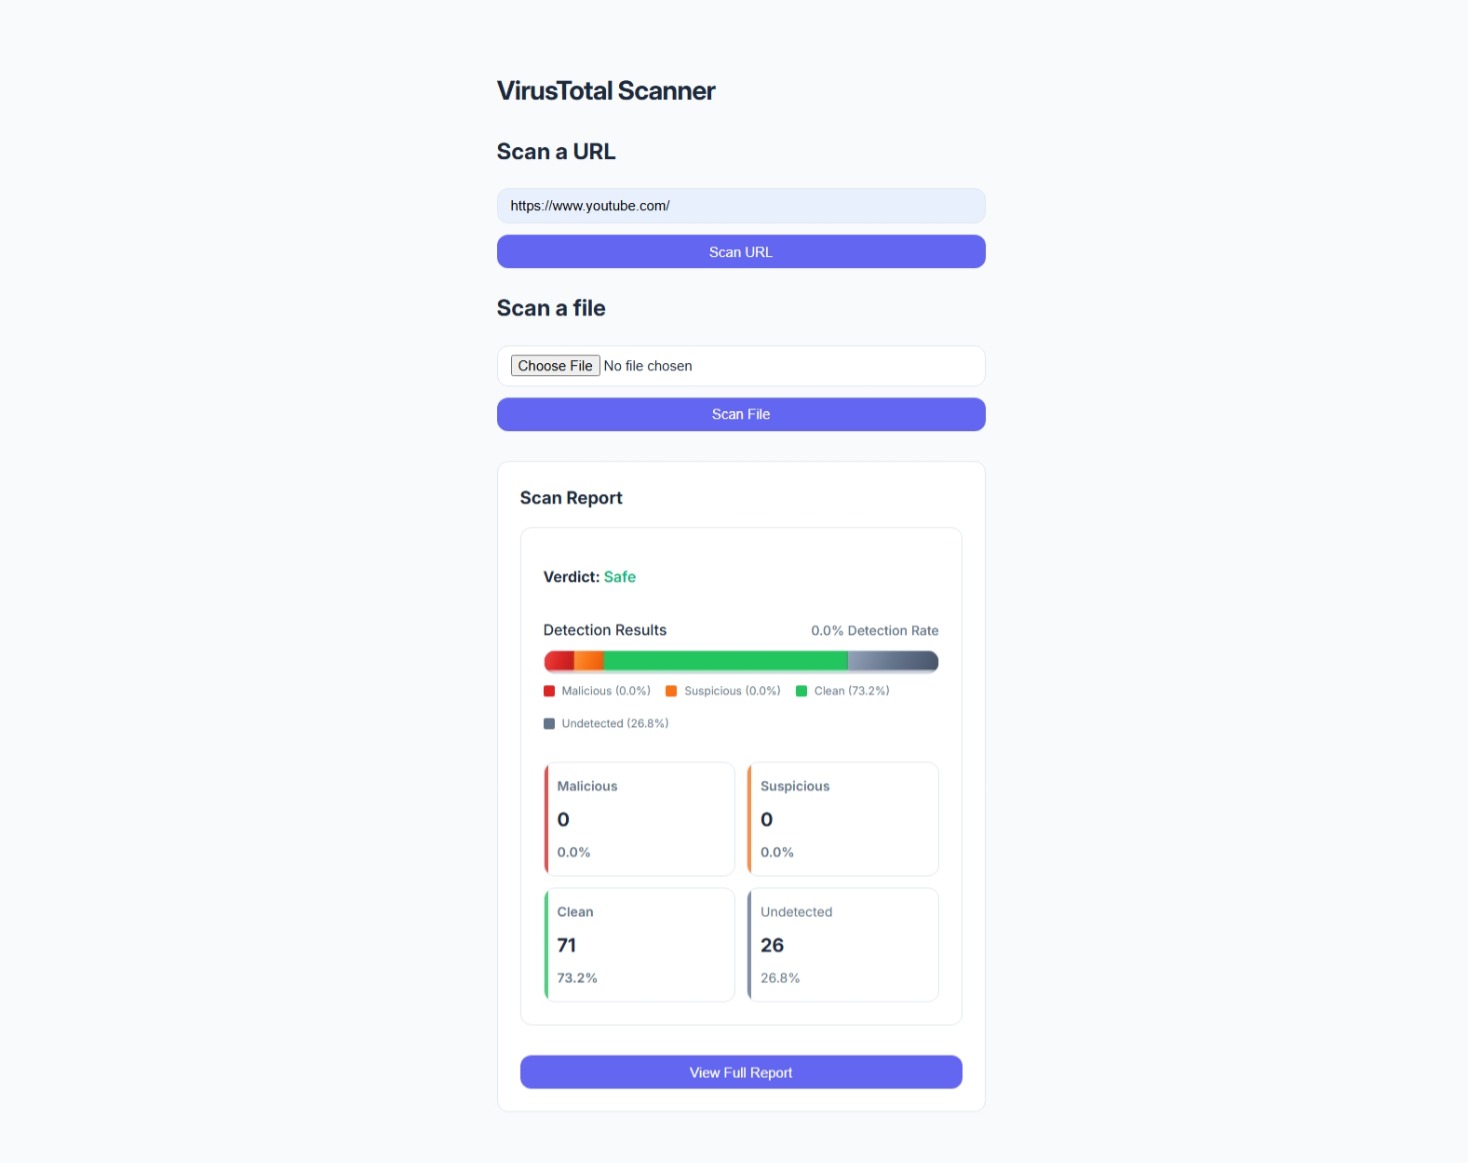 VirusTotal Scanner
Scan a URL
https://www.youtube.com/
Scan URL
Scan a file
Choose File No file chosen
Scan File
Scan Report
Verdict: Safe
Detection Results 0.0% Detection Rate
Malicious (0.0%) Suspicious (0.0%) Clean (73.2%)
Undetected (26.8%)
Malicious
0
0.0%
Suspicious
0
0.0%
Clean
71
73.2%
Undetected
26
26.8%
View Full Report